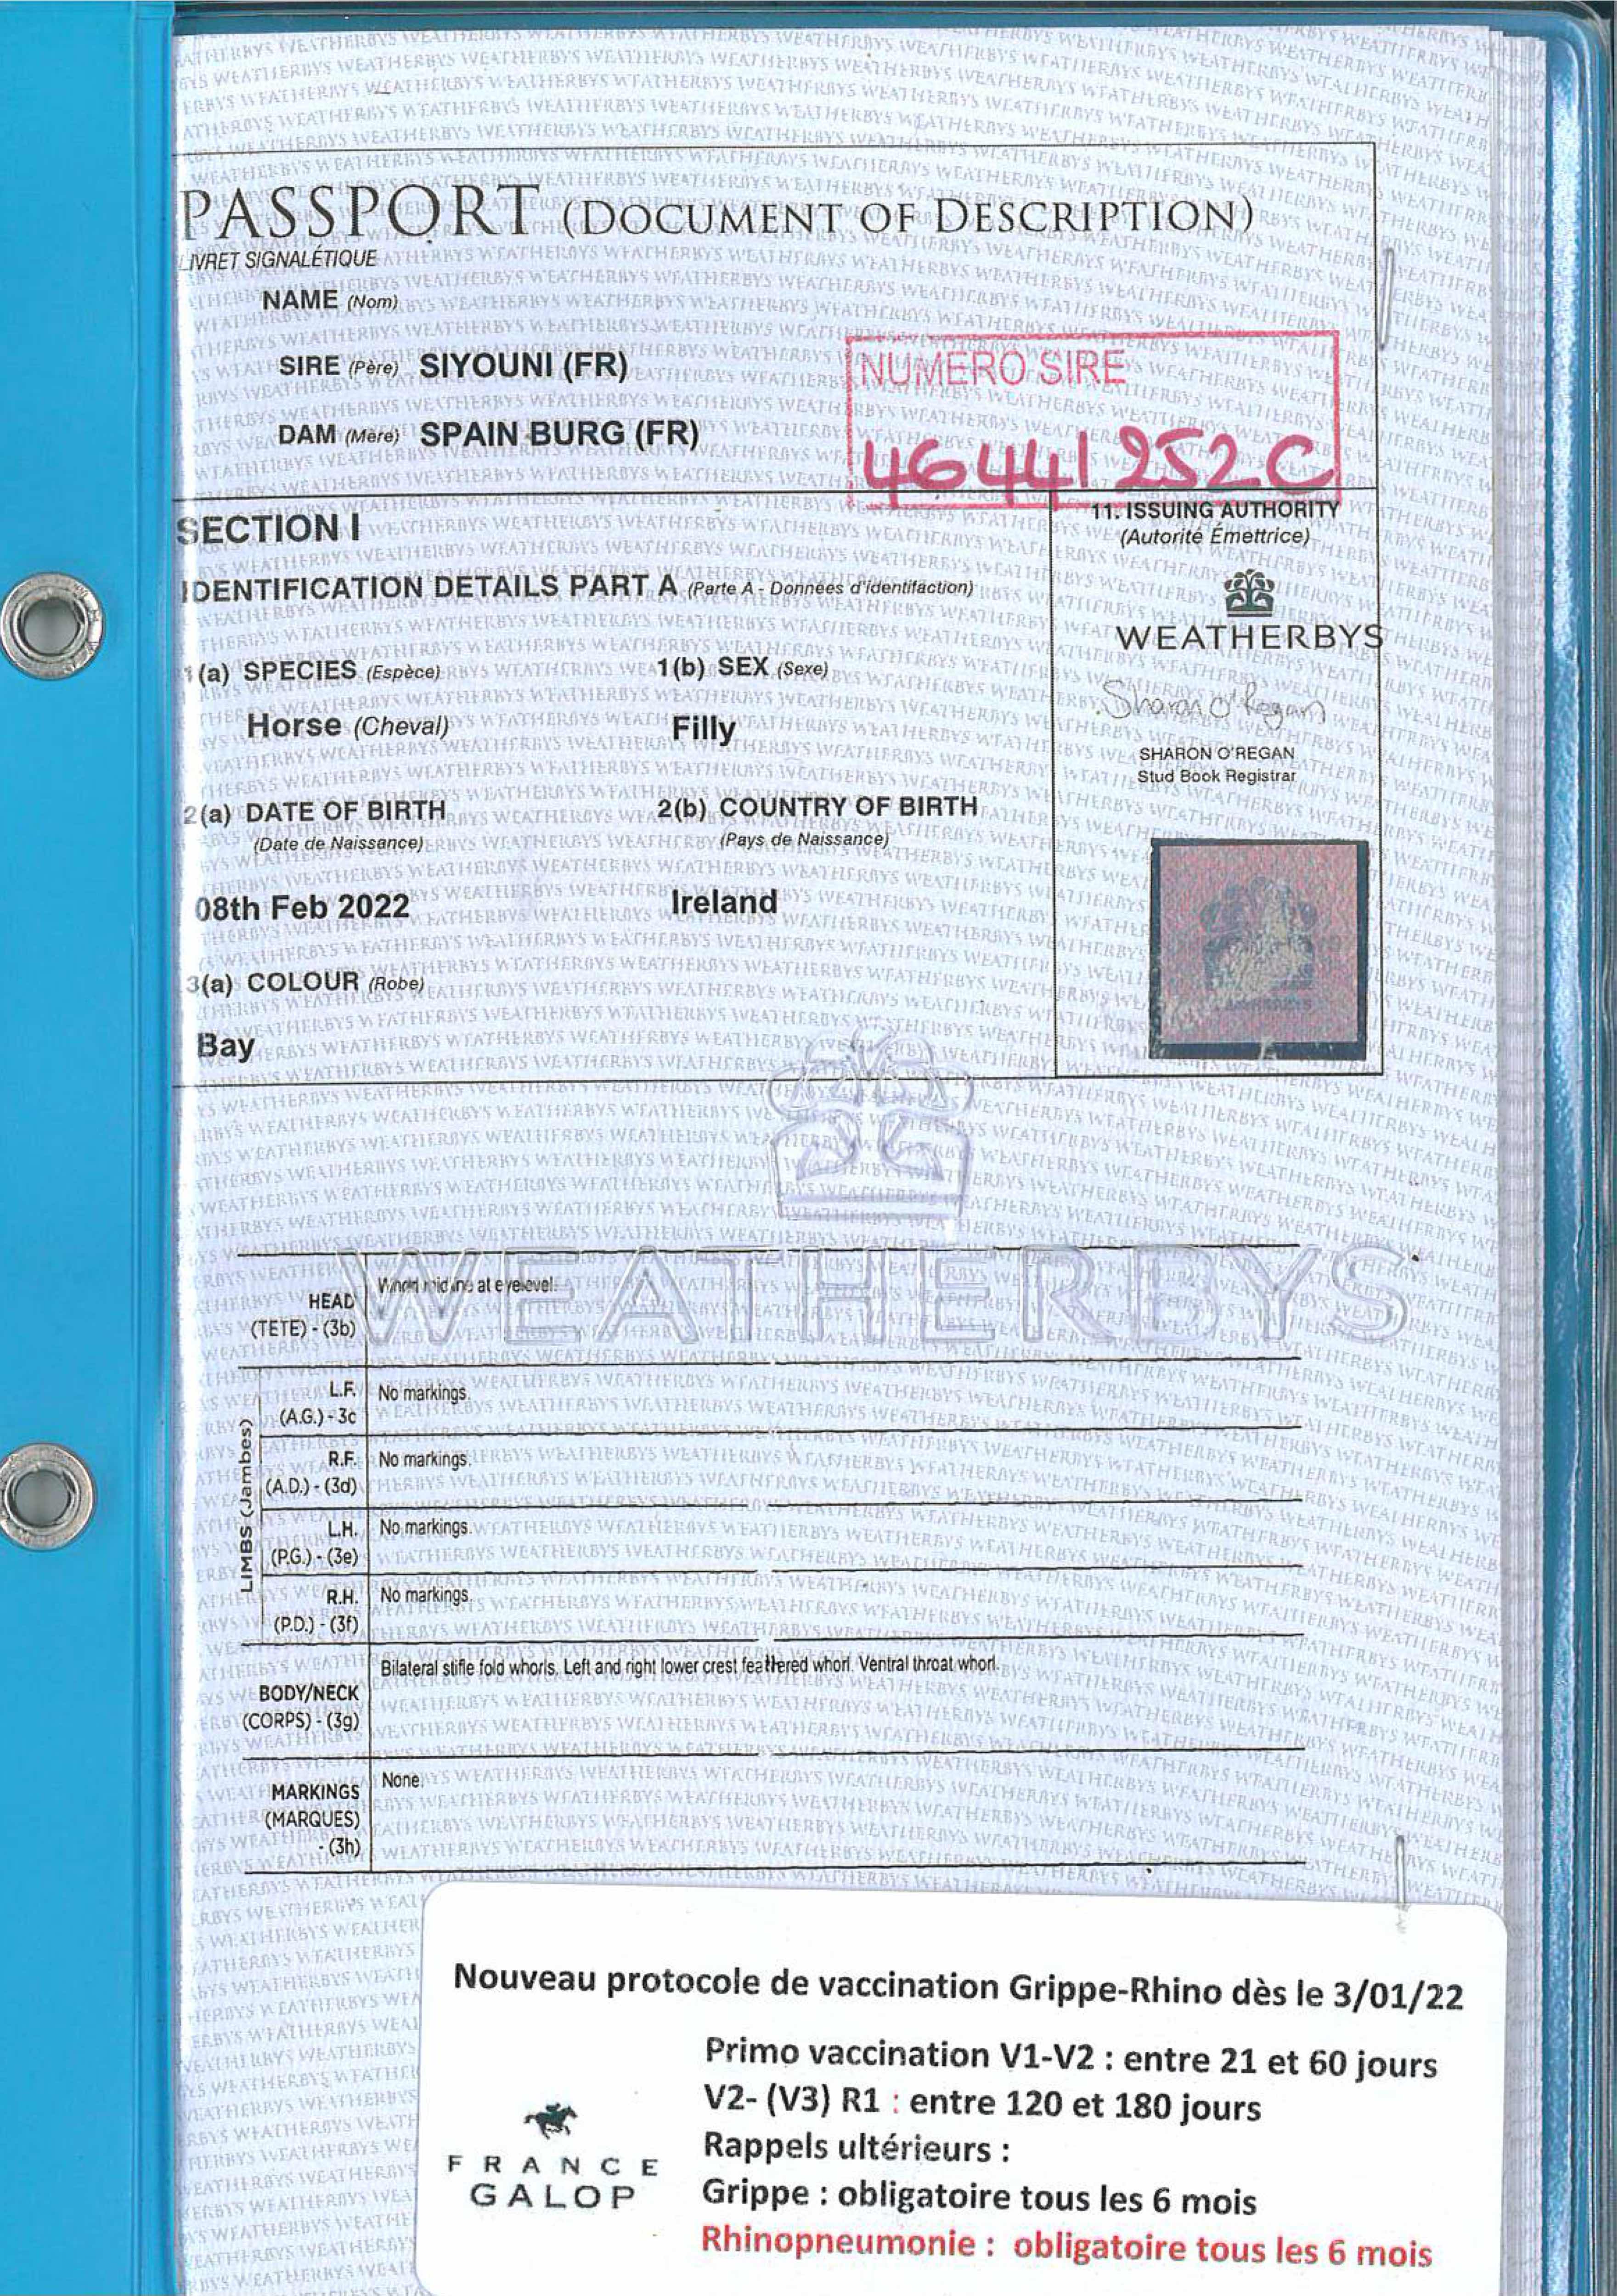 PASSPORT (DOCUMENT OF DESCRIPTION)
LIVRET SIGNALÉTIQUE
NAME (Nom)
SIRE (Père) SIYOUNI (FR)
NUMERO SIRE
DAM (Mère) SPAIN BURG (FR)
46441252C
SECTION I
11. ISSUING AUTHORITY
(Autorité Émettrice)
IDENTIFICATION DETAILS PART A (Parte A - Données d'identifaction)
WEATHERBYS
1(a) SPECIES (Espèce) 1(b) SEX (Sexe)
Sharon O'Regan
Horse (Cheval) Filly
SHARON O'REGAN
Stud Book Registrar
2(a) DATE OF BIRTH 2(b) COUNTRY OF BIRTH
(Date de Naissance) (Pays de Naissance)
08th Feb 2022 Ireland
3(a) COLOUR (Robe)
Bay
WEATHERBYS
HEAD Whorl midline at eye level.
(TETE) - (3b)
LIMBS (Jambes)
L.F. No markings.
(A.G.) - 3c
R.F. No markings.
(A.D.) - (3d)
L.H. No markings.
(P.G.) - (3e)
R.H. No markings.
(P.D.) - (3f)
Bilateral stifle fold whorls. Left and right lower crest feathered whorl. Ventral throat whorl.
BODY/NECK
(CORPS) - (3g)
None.
MARKINGS
(MARQUES)
- (3h)
Nouveau protocole de vaccination Grippe-Rhino dès le 3/01/22
Primo vaccination V1-V2 : entre 21 et 60 jours
V2- (V3) R1 : entre 120 et 180 jours
Rappels ultérieurs :
FRANCE
GALOP
Grippe : obligatoire tous les 6 mois
Rhinopneumonie : obligatoire tous les 6 mois